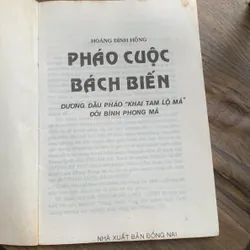 HOÀNG ĐÌNH HỒNG
PHÁO CUỘC
BÁCH BIẾN
DƯƠNG ĐẦU PHÁO "KHAI TAM LỘ MÃ"
ĐỐI BÌNH PHONG MÃ
NHÀ XUẤT BẢN ĐỒNG NAI